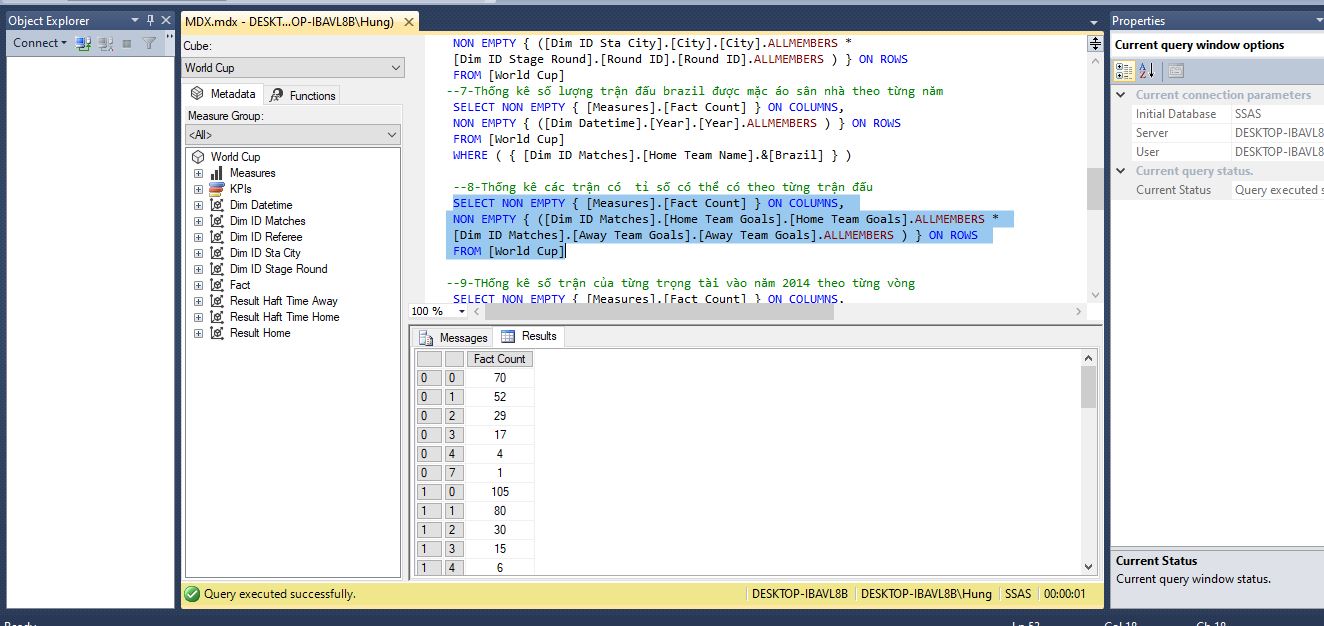 Object Explorer
Connect
MDX.mdx - DESKT...OP-IBAVL8B\Hung)
Cube:
World Cup
Metadata
Functions
Measure Group:
<All>
World Cup
Measures
KPIs
Dim Datetime
Dim ID Matches
Dim ID Referee
Dim ID Sta City
Dim ID Stage Round
Fact
Result Haft Time Away
Result Haft Time Home
Result Home
NON EMPTY { ([Dim ID Sta City].[City].[City].ALLMEMBERS *
[Dim ID Stage Round].[Round ID].[Round ID].ALLMEMBERS ) } ON ROWS
FROM [World Cup]
--7-Thống kê số lượng trận đấu brazil được mặc áo sân nhà theo từng năm
SELECT NON EMPTY { [Measures].[Fact Count] } ON COLUMNS,
NON EMPTY { ([Dim Datetime].[Year].[Year].ALLMEMBERS ) } ON ROWS
FROM [World Cup]
WHERE ( { [Dim ID Matches].[Home Team Name].&[Brazil] } )
--8-Thống kê các trận có  tỉ số có thể có theo từng trận đấu
SELECT NON EMPTY { [Measures].[Fact Count] } ON COLUMNS,
NON EMPTY { ([Dim ID Matches].[Home Team Goals].[Home Team Goals].ALLMEMBERS *
[Dim ID Matches].[Away Team Goals].[Away Team Goals].ALLMEMBERS ) } ON ROWS
FROM [World Cup]
--9-THống kê số trận của từng trọng tài vào năm 2014 theo từng vòng
SELECT NON EMPTY { [Measures].[Fact Count] } ON COLUMNS,
100 %
Messages
Results
Fact Count
0 0 70
0 1 52
0 2 29
0 3 17
0 4 4
0 7 1
1 0 105
1 1 80
1 2 30
1 3 15
1 4 6
Query executed successfully.
DESKTOP-IBAVL8B
DESKTOP-IBAVL8B\Hung
SSAS
00:00:01
Properties
Current query window options
Current connection parameters
Initial Database SSAS
Server DESKTOP-IBAVL8
User DESKTOP-IBAVL8
Current query status.
Current Status Query executed s
Current Status
Current query window status.
Ready
Ln 52
Col 18
Ch 18